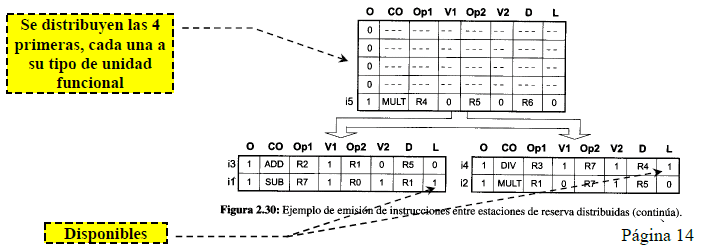 Se distribuyen las 4
primeras, cada una a
su tipo de unidad
funcional
O CO Op1 V1 Op2 V2 D L
0 --- -- -- -- -- -- --
0 --- -- -- -- -- -- --
0 --- -- -- -- -- -- --
0 --- -- -- -- -- -- --
i5 1 MULT R4 0 R5 0 R6 0
O CO Op1 V1 Op2 V2 D L
i3 1 ADD R2 1 R1 0 R5 0
i1 1 SUB R7 1 R0 1 R1 1
O CO Op1 V1 Op2 V2 D L
i4 1 DIV R3 1 R7 1 R4 1
i2 1 MULT R1 0 R7 1 R5 0
Figura 2.30: Ejemplo de emisión de instrucciones entre estaciones de reserva distribuidas (continúa).
Disponibles
Página 14